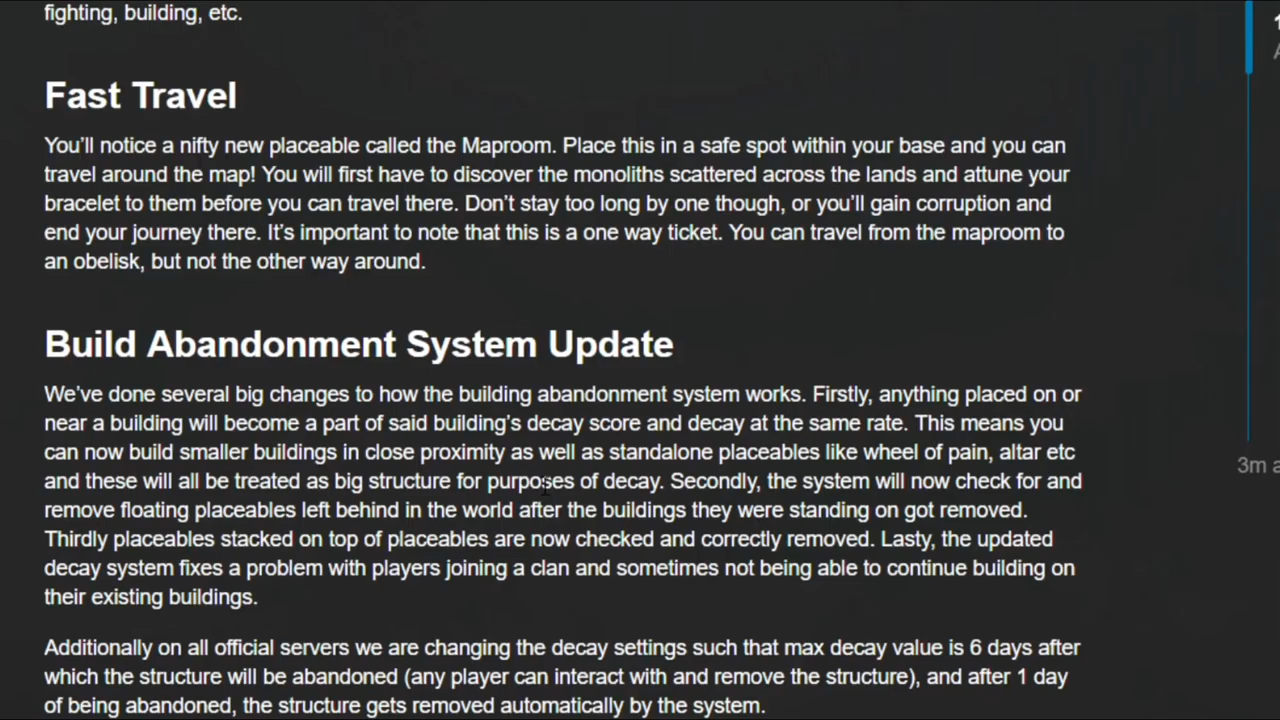 fighting, building, etc.
Fast Travel
You'll notice a nifty new placeable called the Maproom. Place this in a safe spot within your base and you can
travel around the map! You will first have to discover the monoliths scattered across the lands and attune your
bracelet to them before you can travel there. Don't stay too long by one though, or you'll gain corruption and
end your journey there. It's important to note that this is a one way ticket. You can travel from the maproom to
an obelisk, but not the other way around.
Build Abandonment System Update
We've done several big changes to how the building abandonment system works. Firstly, anything placed on or
near a building will become a part of said building's decay score and decay at the same rate. This means you
can now build smaller buildings in close proximity as well as standalone placeables like wheel of pain, altar etc
and these will all be treated as big structure for purposes of decay. Secondly, the system will now check for and
remove floating placeables left behind in the world after the buildings they were standing on got removed.
Thirdly placeables stacked on top of placeables are now checked and correctly removed. Lasty, the updated
decay system fixes a problem with players joining a clan and sometimes not being able to continue building on
their existing buildings.
Additionally on all official servers we are changing the decay settings such that max decay value is 6 days after
which the structure will be abandoned (any player can interact with and remove the structure), and after 1 day
of being abandoned, the structure gets removed automatically by the system.
3m a